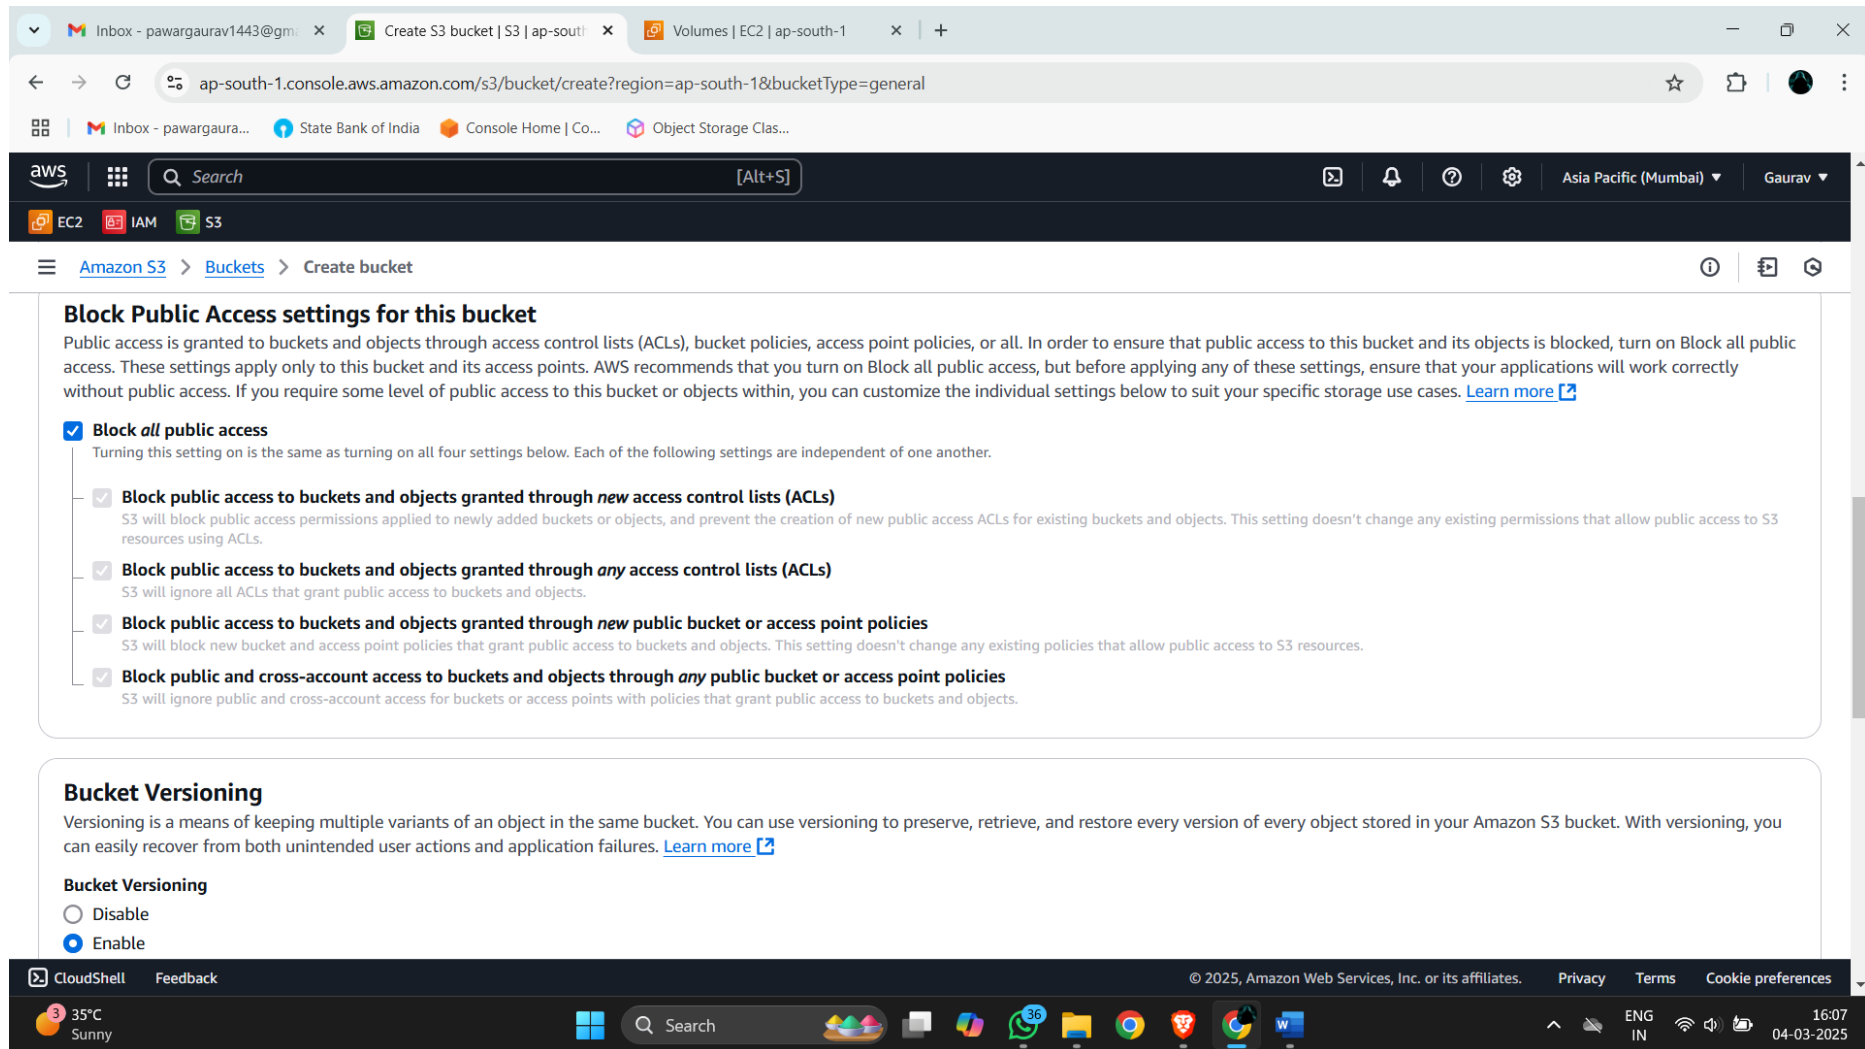 Inbox - pawargaurav1443@gma
Create S3 bucket | S3 | ap-south
Volumes | EC2 | ap-south-1
ap-south-1.console.aws.amazon.com/s3/bucket/create?region=ap-south-1&bucketType=general
Inbox - pawargaura...
State Bank of India
Console Home | Co...
Object Storage Clas...
aws
Search
[Alt+S]
Asia Pacific (Mumbai)
Gaurav
EC2
IAM
S3
Amazon S3
Buckets
Create bucket
Block Public Access settings for this bucket
Public access is granted to buckets and objects through access control lists (ACLs), bucket policies, access point policies, or all. In order to ensure that public access to this bucket and its objects is blocked, turn on Block all public
access. These settings apply only to this bucket and its access points. AWS recommends that you turn on Block all public access, but before applying any of these settings, ensure that your applications will work correctly
without public access. If you require some level of public access to this bucket or objects within, you can customize the individual settings below to suit your specific storage use cases. Learn more
Block all public access
Turning this setting on is the same as turning on all four settings below. Each of the following settings are independent of one another.
Block public access to buckets and objects granted through new access control lists (ACLs)
S3 will block public access permissions applied to newly added buckets or objects, and prevent the creation of new public access ACLs for existing buckets and objects. This setting doesn't change any existing permissions that allow public access to S3
resources using ACLs.
Block public access to buckets and objects granted through any access control lists (ACLs)
S3 will ignore all ACLs that grant public access to buckets and objects.
Block public access to buckets and objects granted through new public bucket or access point policies
S3 will block new bucket and access point policies that grant public access to buckets and objects. This setting doesn't change any existing policies that allow public access to S3 resources.
Block public and cross-account access to buckets and objects through any public bucket or access point policies
S3 will ignore public and cross-account access for buckets or access points with policies that grant public access to buckets and objects.
Bucket Versioning
Versioning is a means of keeping multiple variants of an object in the same bucket. You can use versioning to preserve, retrieve, and restore every version of every object stored in your Amazon S3 bucket. With versioning, you
can easily recover from both unintended user actions and application failures. Learn more
Bucket Versioning
Disable
Enable
CloudShell
Feedback
© 2025, Amazon Web Services, Inc. or its affiliates.
Privacy
Terms
Cookie preferences
3
35°C
Sunny
Search
36
W
ENG
IN
16:07
04-03-2025